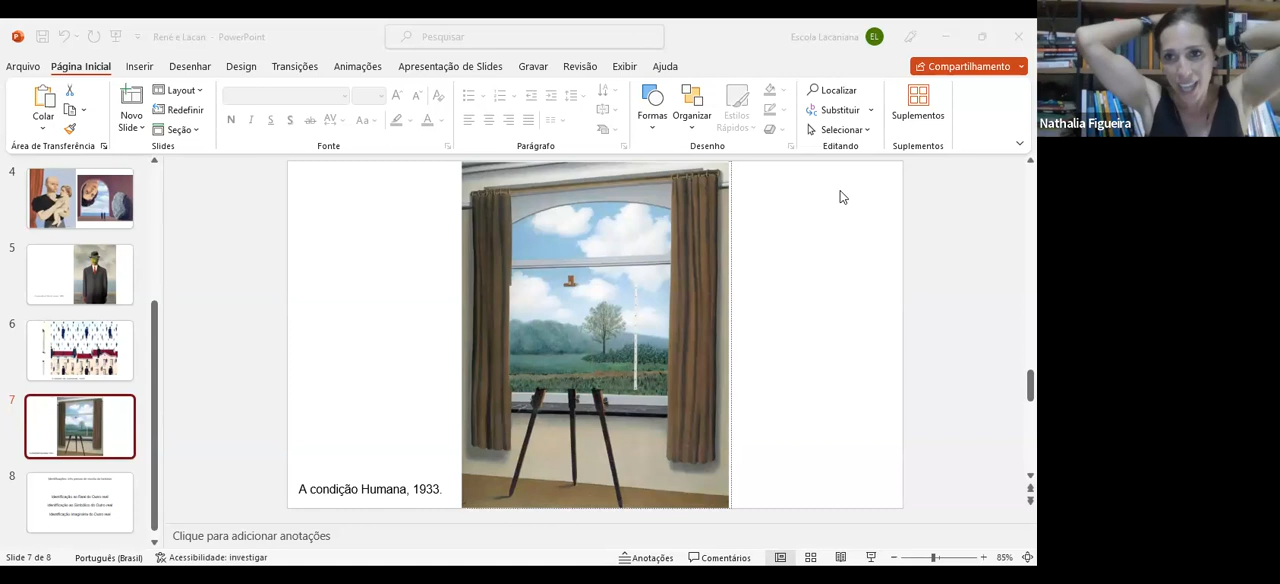 René e Lacan - PowerPoint
Pesquisar
Escola Lacaniana
EL
Arquivo
Página Inicial
Inserir
Desenhar
Design
Transições
Animações
Apresentação de Slides
Gravar
Revisão
Exibir
Ajuda
Compartilhamento
Colar
Novo
Slide
Layout
Redefinir
Seção
Formas
Organizar
Estilos
Rápidos
Localizar
Substituir
Selecionar
Suplementos
Área de Transferência
Slides
Fonte
Parágrafo
Desenho
Editando
Suplementos
Nathalia Figueira
4
5
6
7
8
A condição Humana, 1933.
Clique para adicionar anotações
Slide 7 de 8
Português (Brasil)
Acessibilidade: investigar
Anotações
Comentários
85%